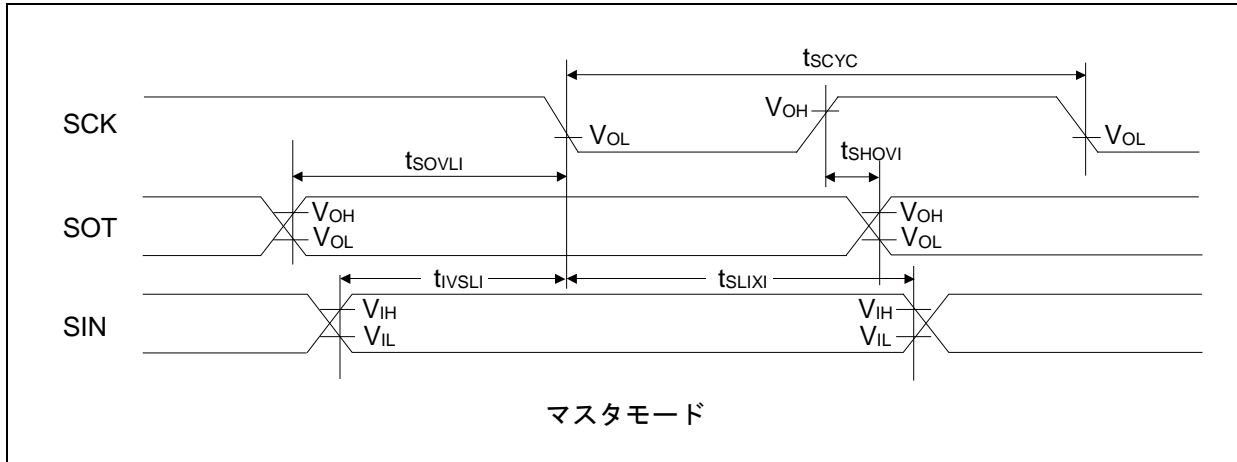 tSCYC
SCK
VOH
VOL
VOL
tSHOVI
tSOVLI
SOT
VOH
VOL
VOH
VOL
tIVSLI
tSLIXI
SIN
VIH
VIL
VIH
VIL
マスタモード